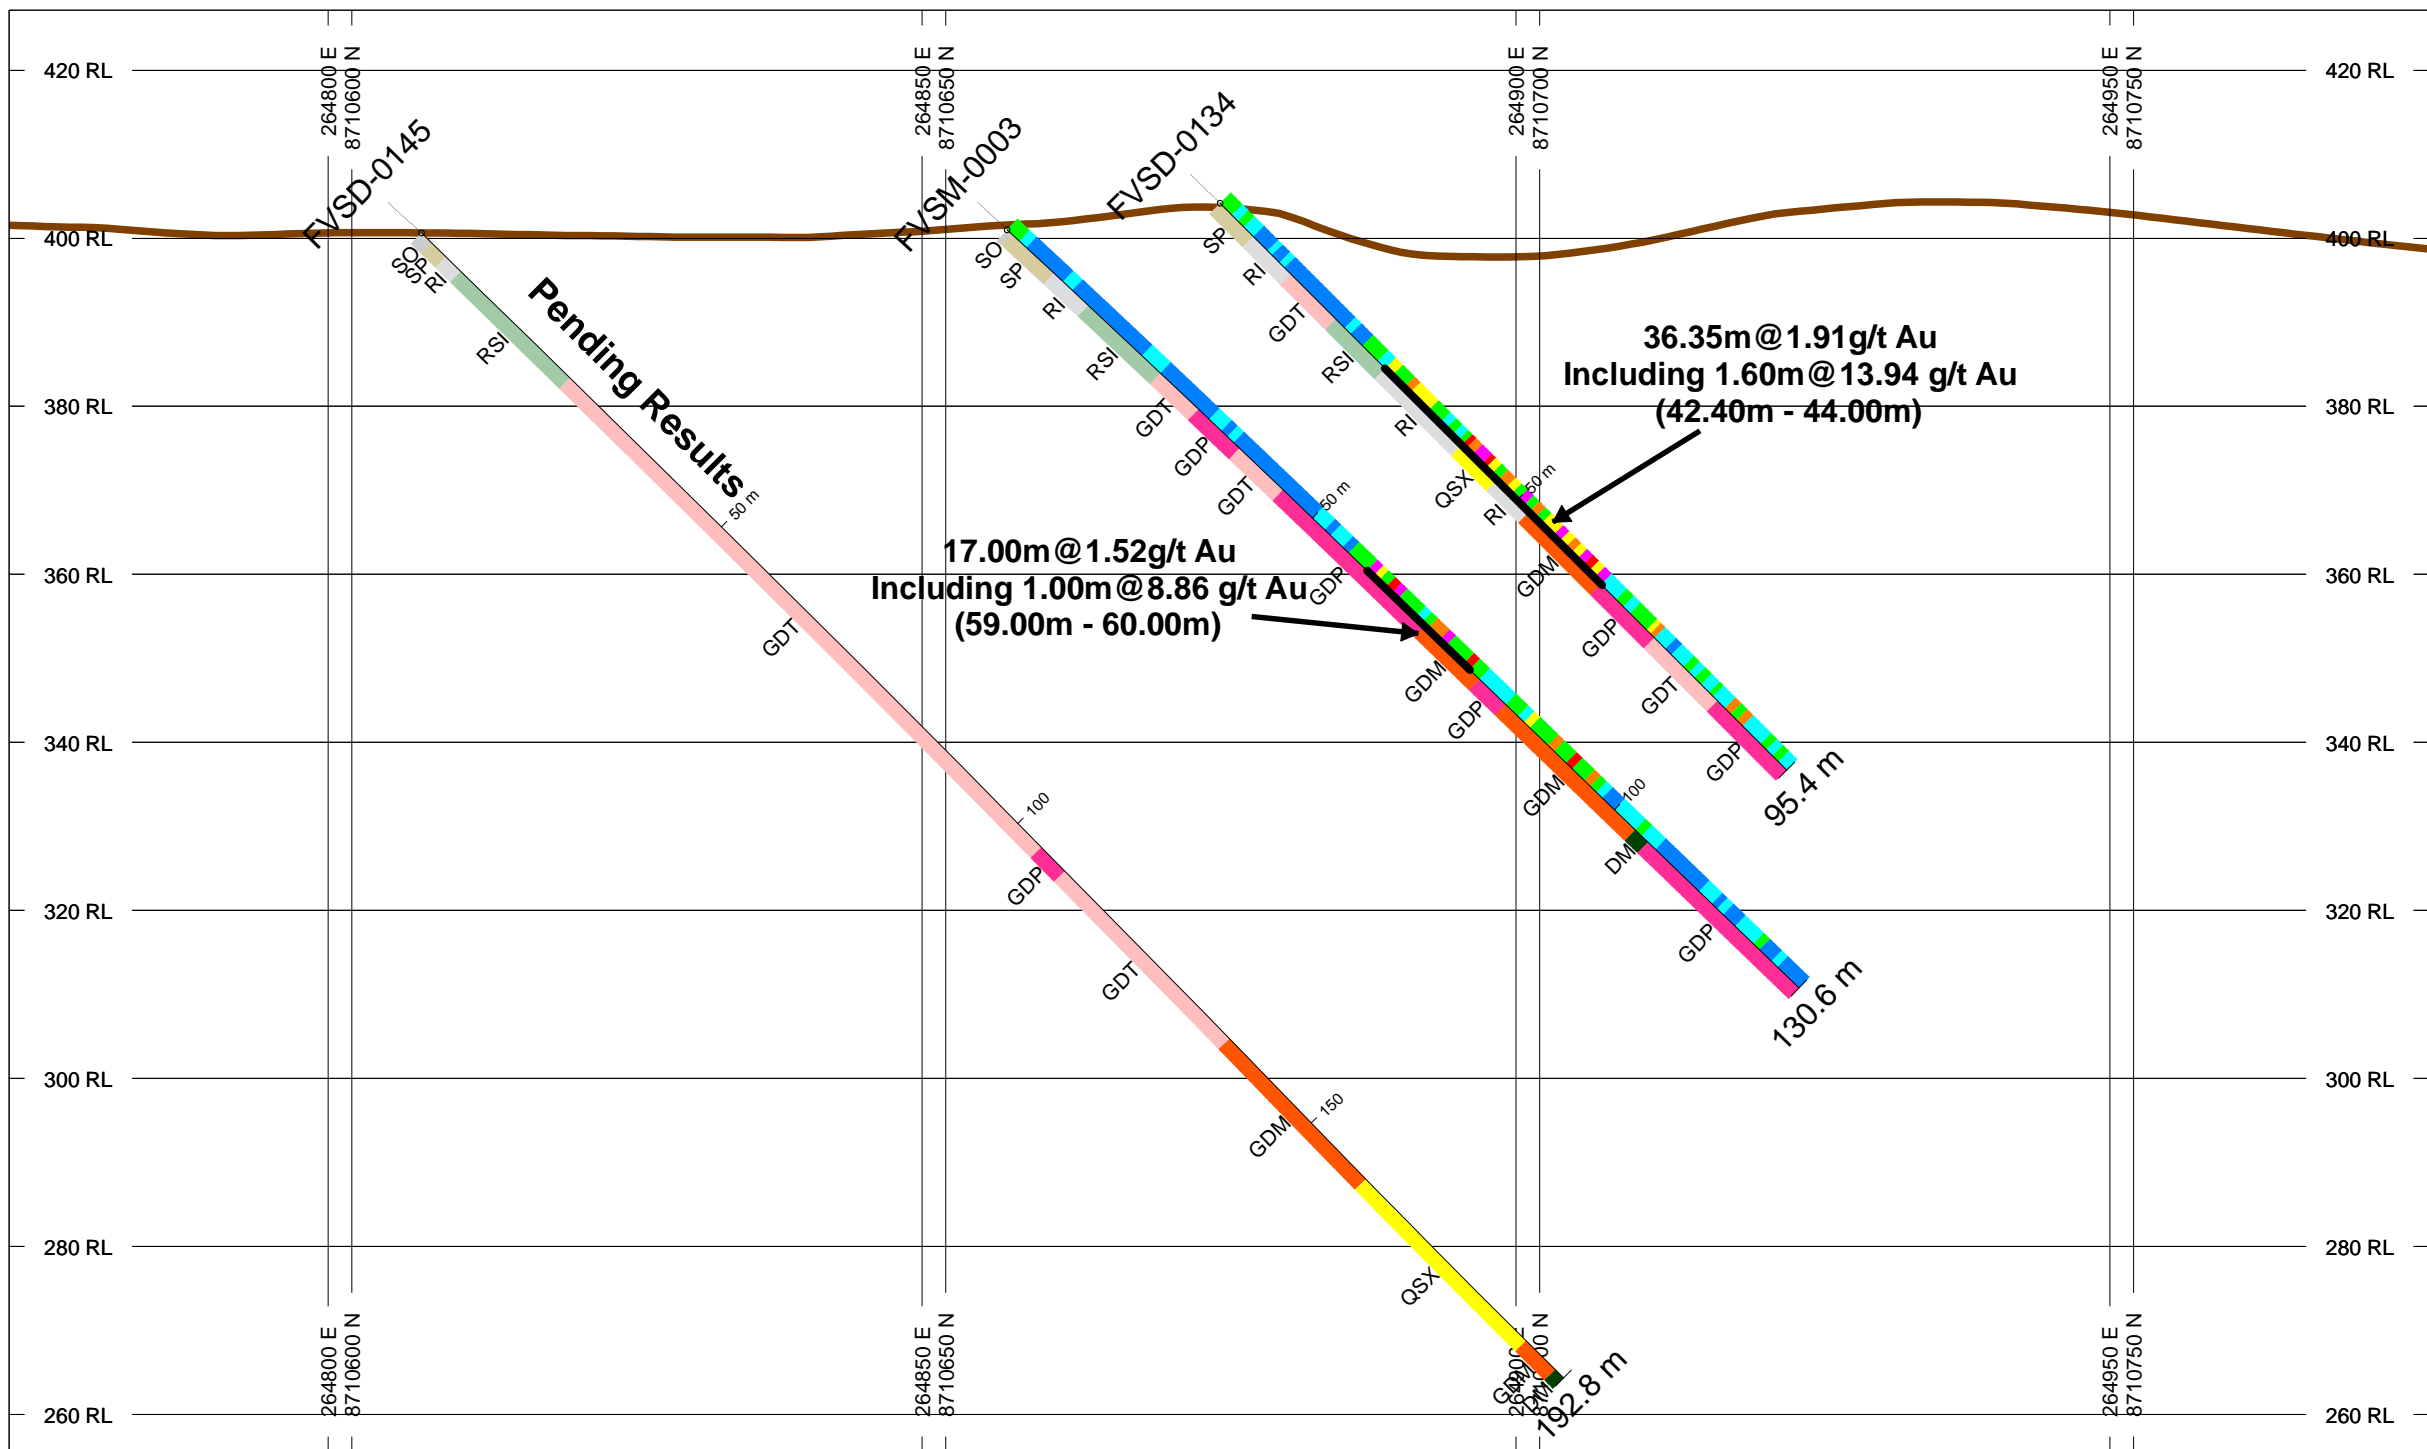 264800 E
8710600 N
264850 E
8710650 N
264900 E
8710700 N
264950 E
8710750 N
420 RL
420 RL
FVSD-0145
FVSM-0003
FVSD-0134
400 RL
400 RL
SO
SP
RI
RSI
Pending Results
50 m
GDT
100
GDP
GDT
150
GDM
QSX
GDM
DM
192.8 m
SO
SP
RI
RSI
GDT
GDP
GDT
50 m
GDP
GDM
GDP
GDM
100
DM
GDP
130.6 m
SP
RI
GDT
RSI
RI
QSX
50 m
RI
GDM
GDP
GDT
GDP
95.4 m
36.35m@1.91g/t Au
Including 1.60m@13.94 g/t Au
(42.40m - 44.00m)
17.00m@1.52g/t Au
Including 1.00m@8.86 g/t Au
(59.00m - 60.00m)
380 RL
380 RL
360 RL
360 RL
340 RL
340 RL
320 RL
320 RL
300 RL
300 RL
280 RL
280 RL
260 RL
260 RL
264800 E
8710600 N
264850 E
8710650 N
264900 E
8710700 N
264950 E
8710750 N